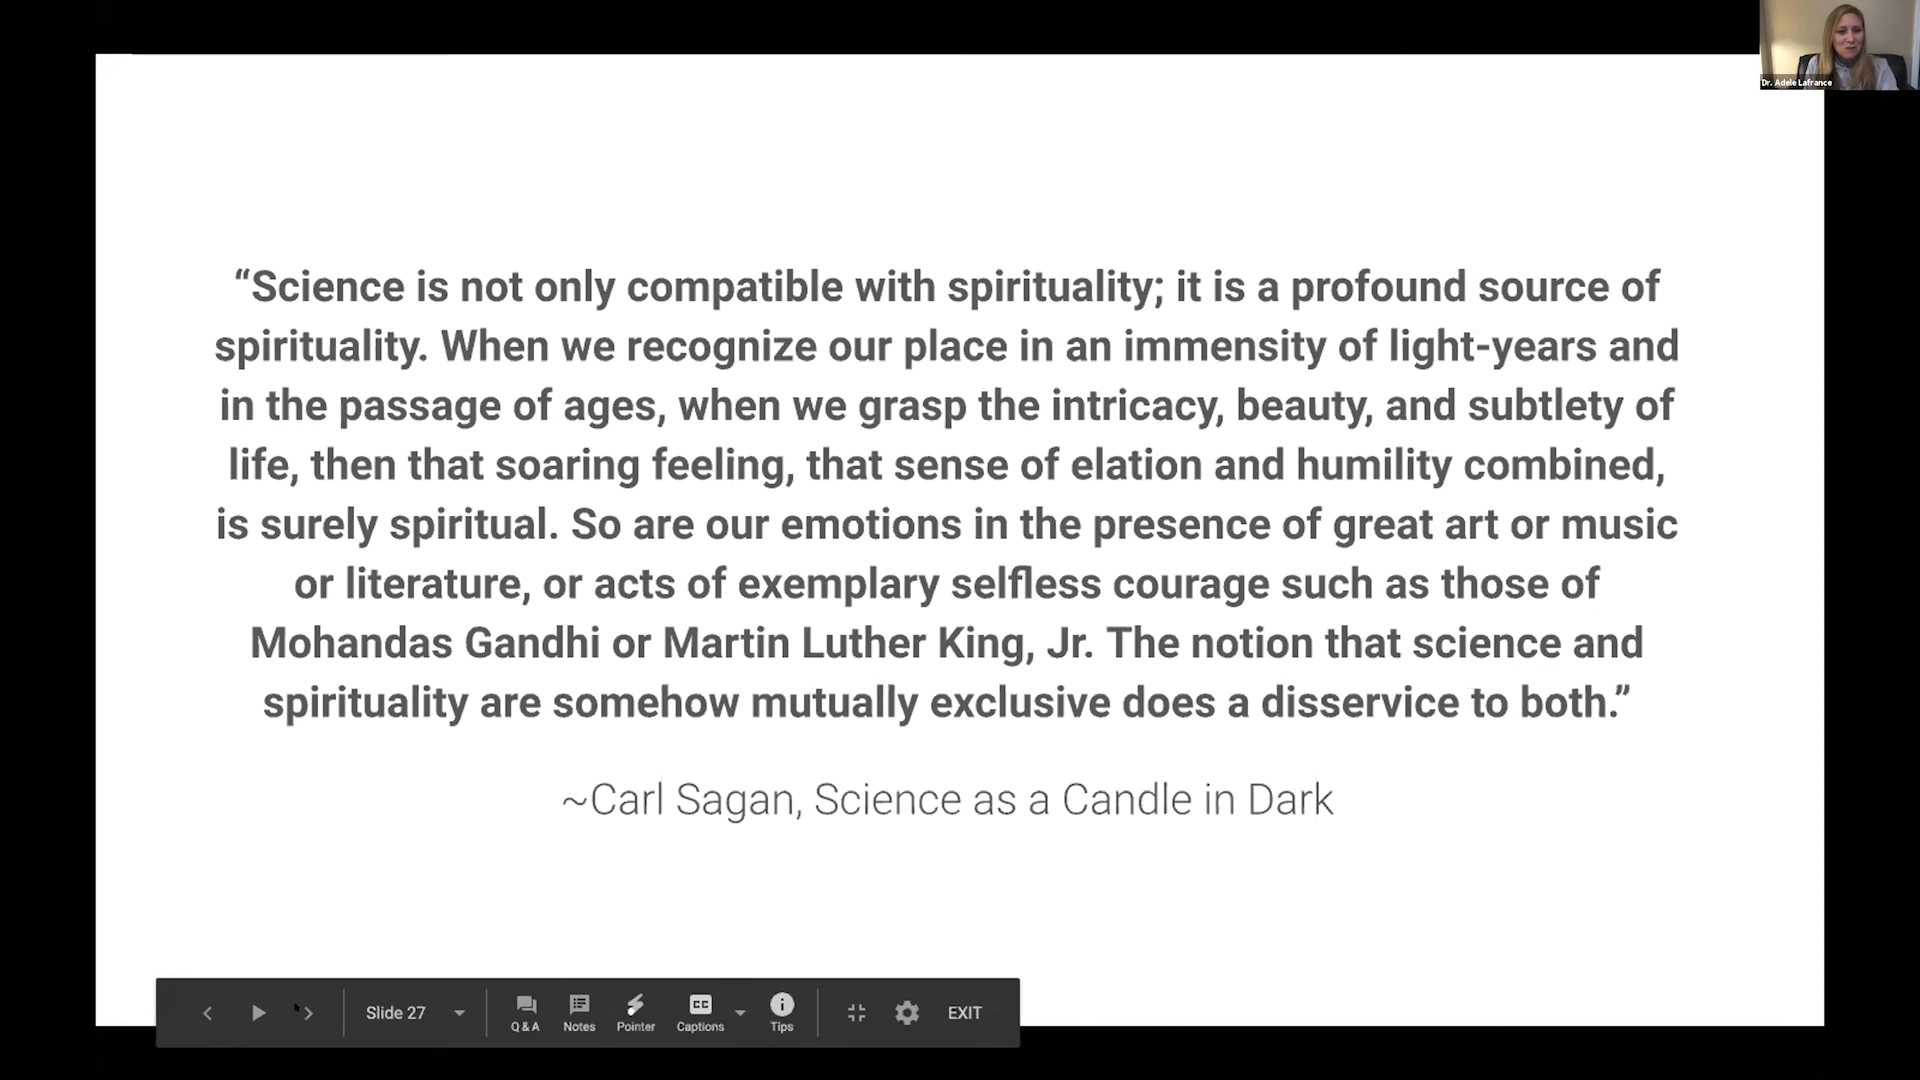 Dr. Adele Lafrance
“Science is not only compatible with spirituality; it is a profound source of
spirituality. When we recognize our place in an immensity of light-years and
in the passage of ages, when we grasp the intricacy, beauty, and subtlety of
life, then that soaring feeling, that sense of elation and humility combined,
is surely spiritual. So are our emotions in the presence of great art or music
or literature, or acts of exemplary selfless courage such as those of
Mohandas Gandhi or Martin Luther King, Jr. The notion that science and
spirituality are somehow mutually exclusive does a disservice to both.”
~Carl Sagan, Science as a Candle in Dark
Slide 27
Q & A
Notes
Pointer
CC
Captions
Tips
EXIT